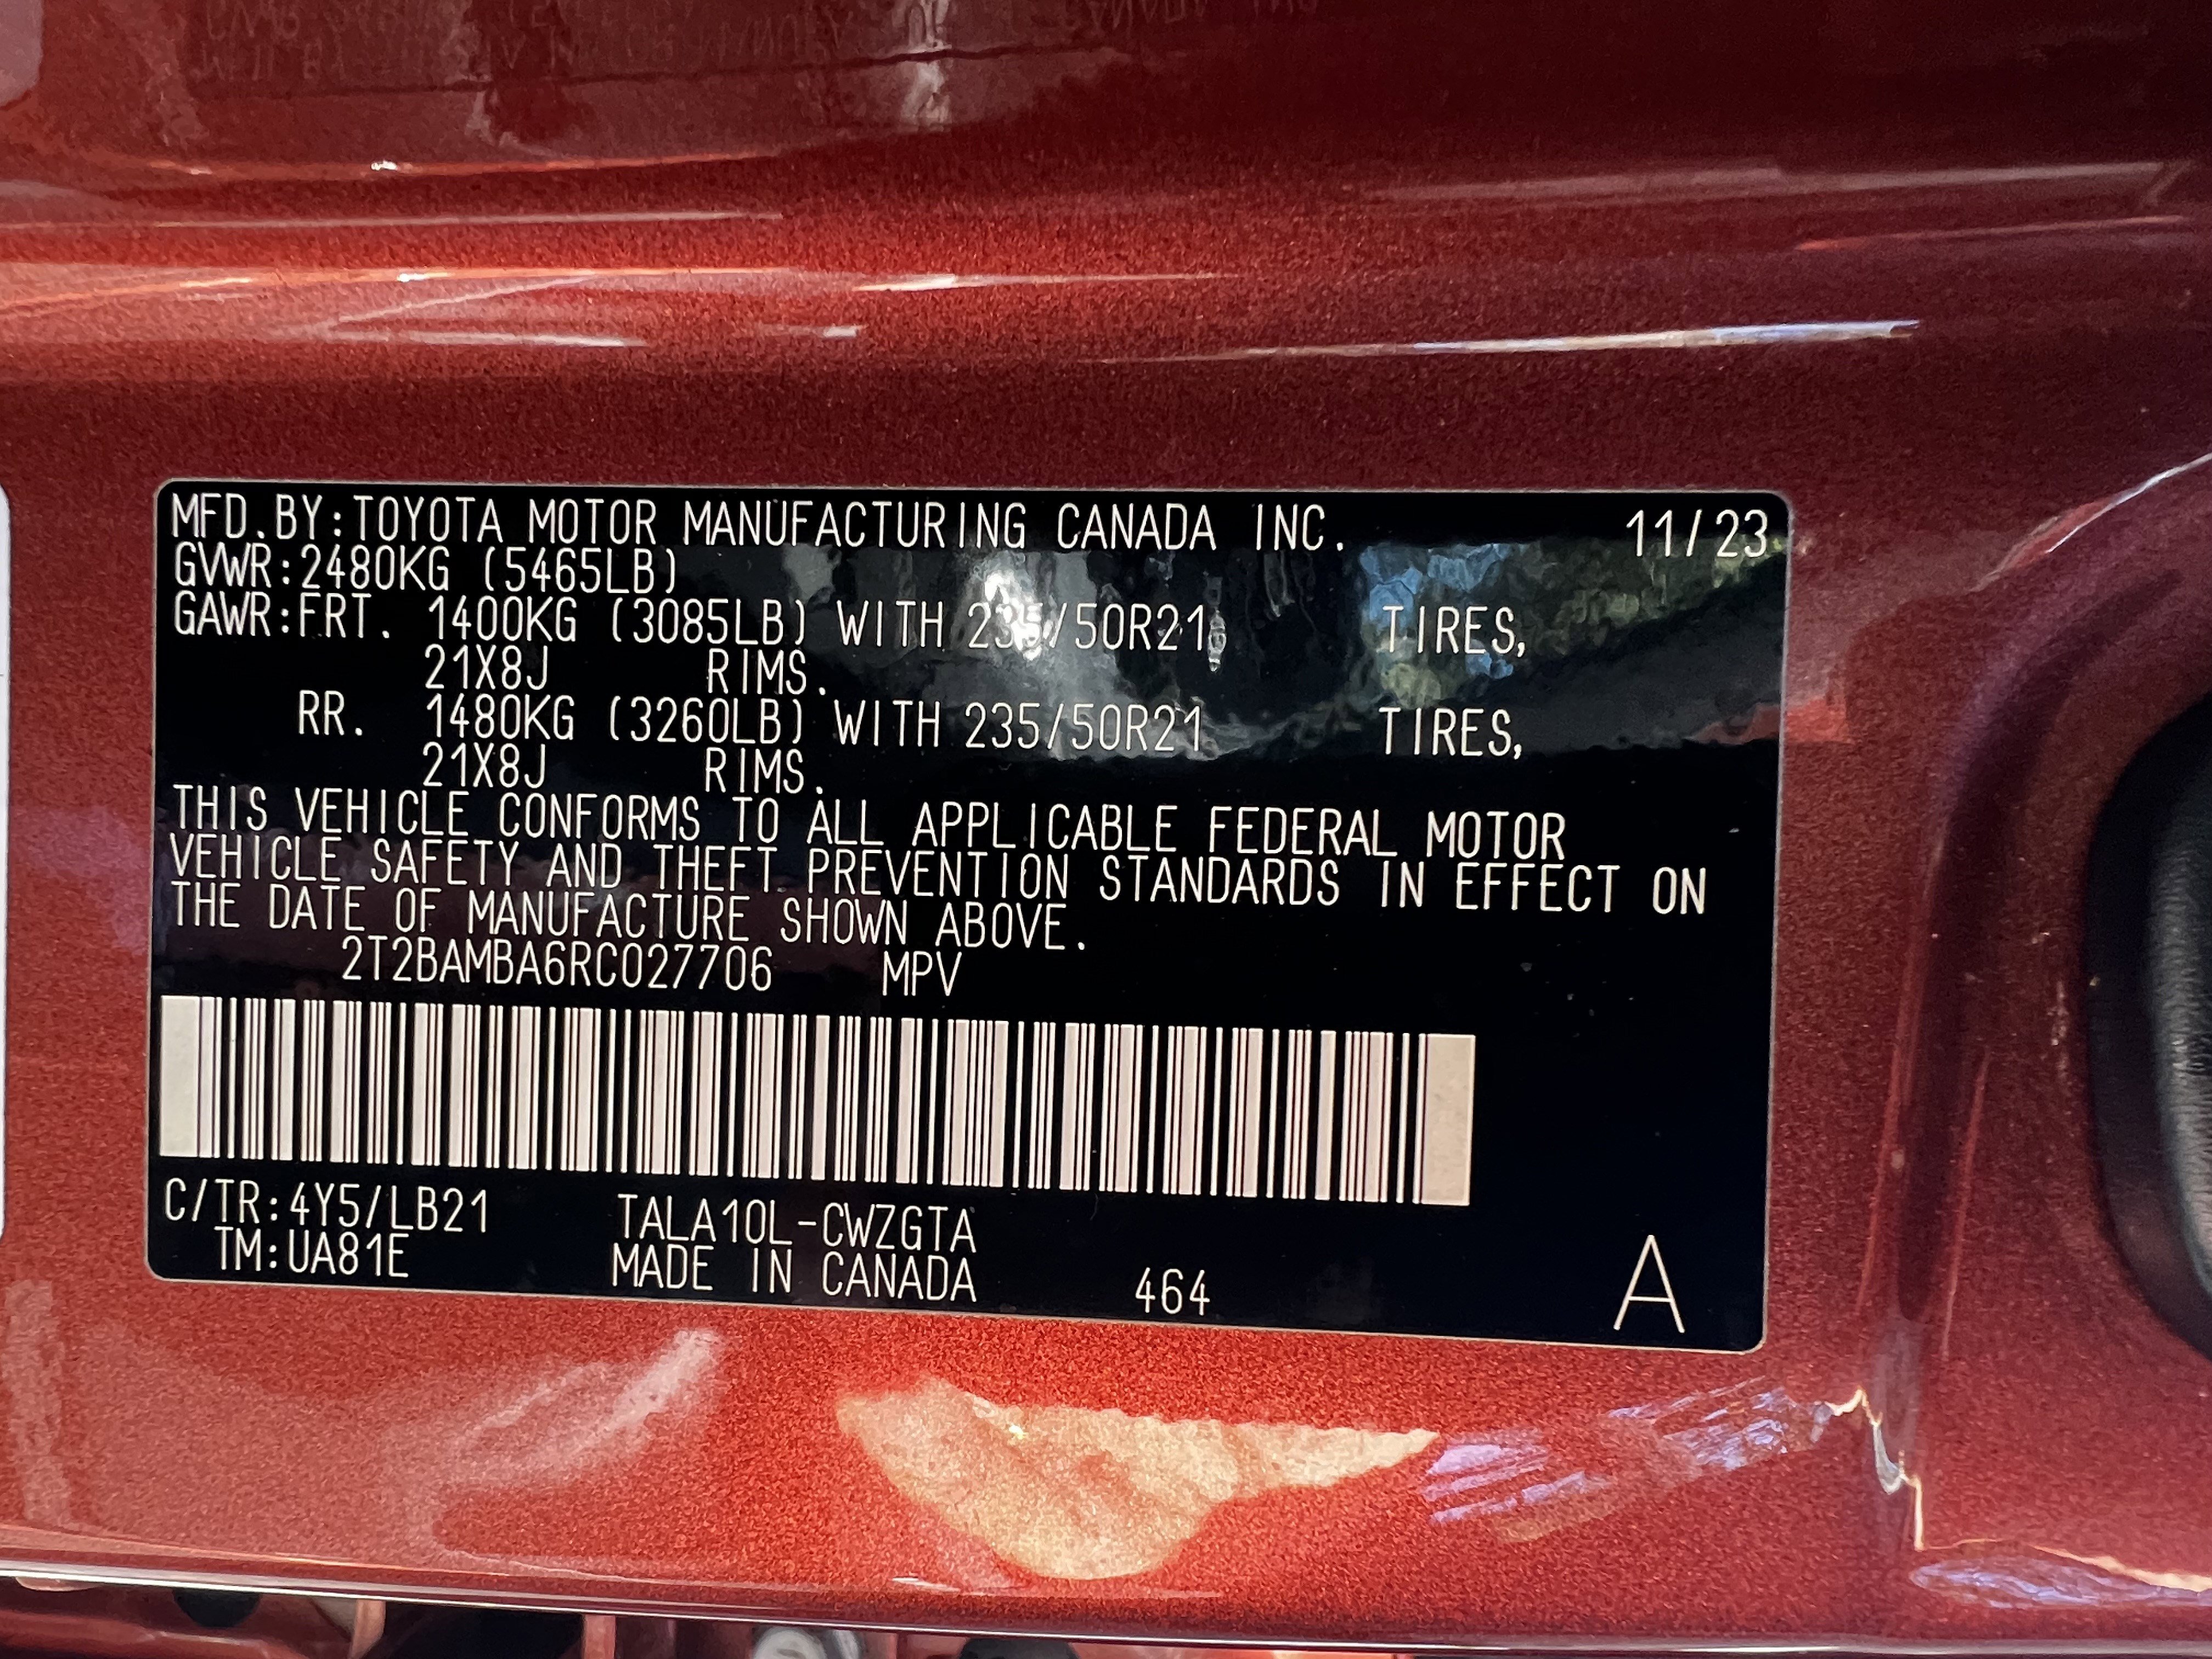 MFD.BY:TOYOTA MOTOR MANUFACTURING CANADA INC. 11/23
GVWR:2480KG (5465LB)
GAWR:FRT. 1400KG (3085LB) WITH 235/50R21 TIRES,
21X8J RIMS.
RR. 1480KG (3260LB) WITH 235/50R21 TIRES,
21X8J RIMS.
THIS VEHICLE CONFORMS TO ALL APPLICABLE FEDERAL MOTOR
VEHICLE SAFETY AND THEFT PREVENTION STANDARDS IN EFFECT ON
THE DATE OF MANUFACTURE SHOWN ABOVE.
2T2BAMBA6RC027706 MPV
C/TR:4Y5/LB21 TALA10L-CWZGTA
TM:UA81E MADE IN CANADA 464 A